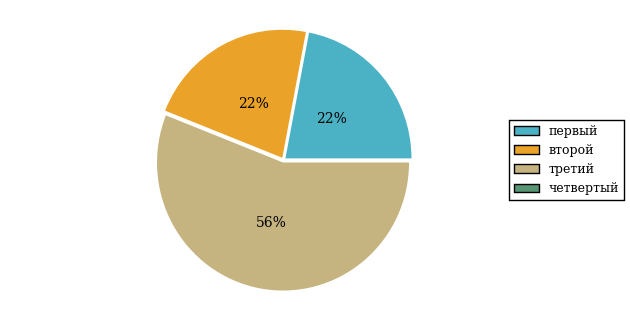 22%
22%
56%
первый
второй
третий
четвертый